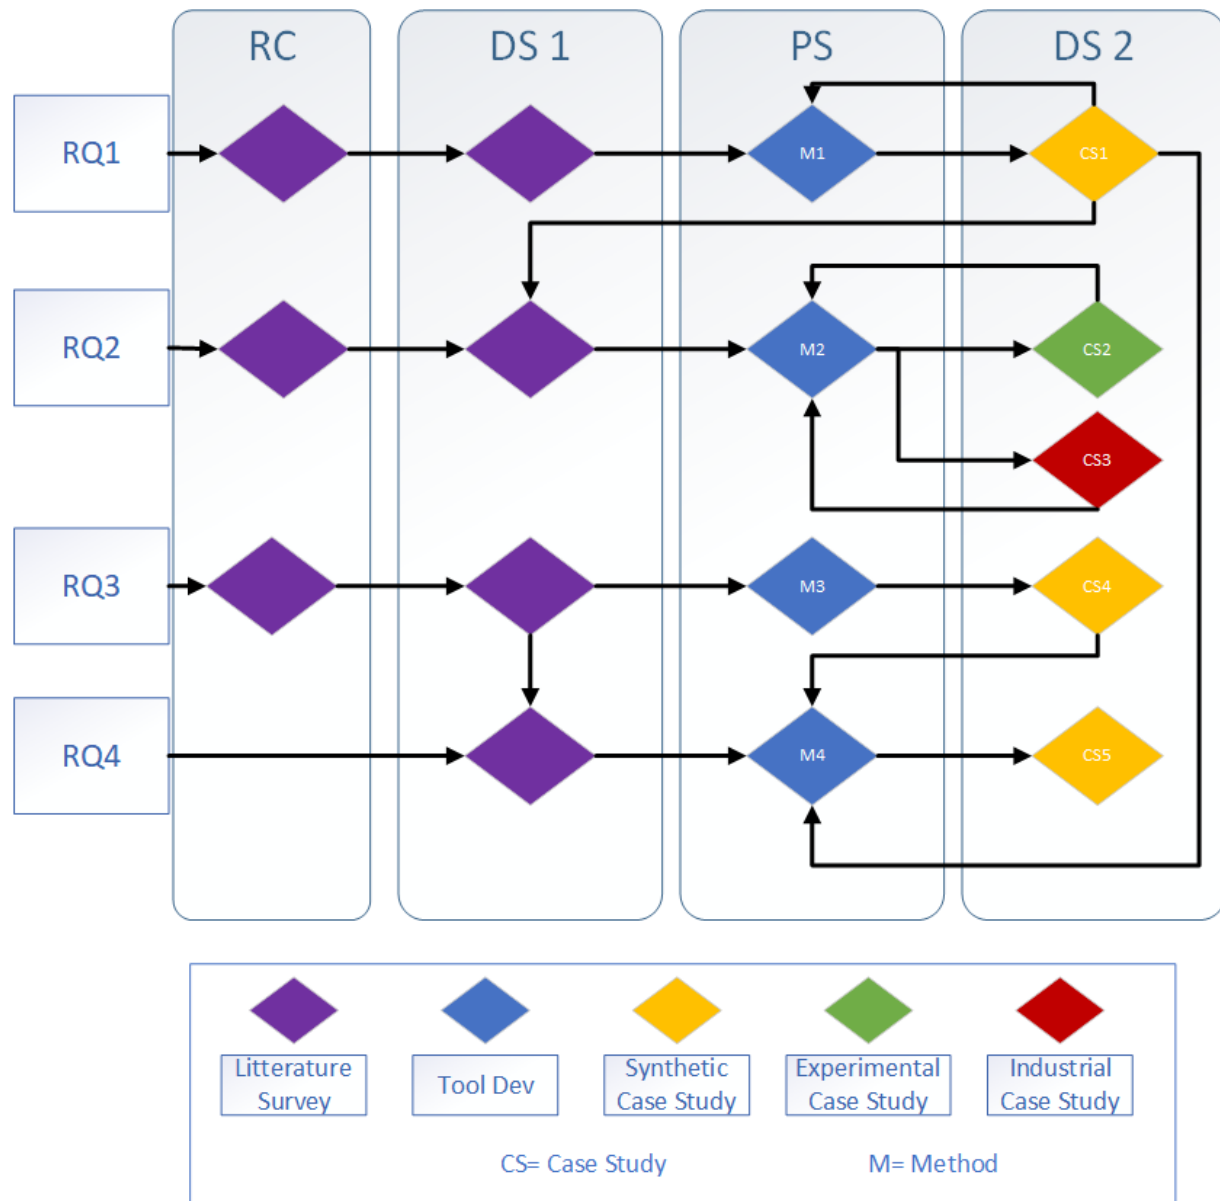 RC
DS 1
PS
DS 2
RQ1
M1
CS1
RQ2
M2
CS2
CS3
RQ3
M3
CS4
RQ4
M4
CS5
Litterature
Survey
Tool Dev
Synthetic
Case Study
Experimental
Case Study
Industrial
Case Study
CS= Case Study
M= Method